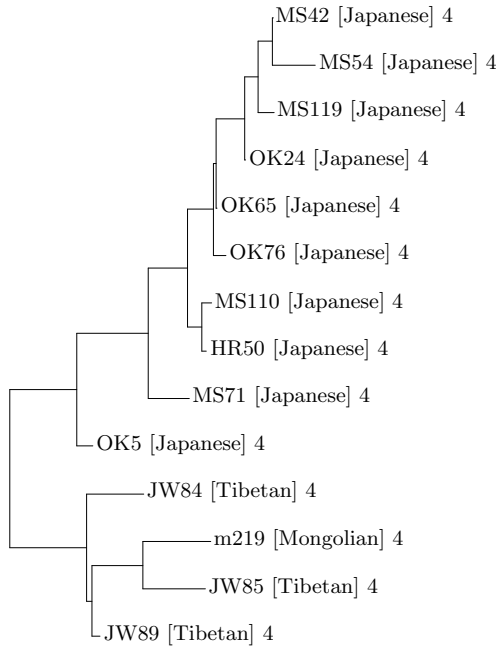 MS42 [Japanese] 4
MS54 [Japanese] 4
MS119 [Japanese] 4
OK24 [Japanese] 4
OK65 [Japanese] 4
OK76 [Japanese] 4
MS110 [Japanese] 4
HR50 [Japanese] 4
MS71 [Japanese] 4
OK5 [Japanese] 4
JW84 [Tibetan] 4
m219 [Mongolian] 4
JW85 [Tibetan] 4
JW89 [Tibetan] 4